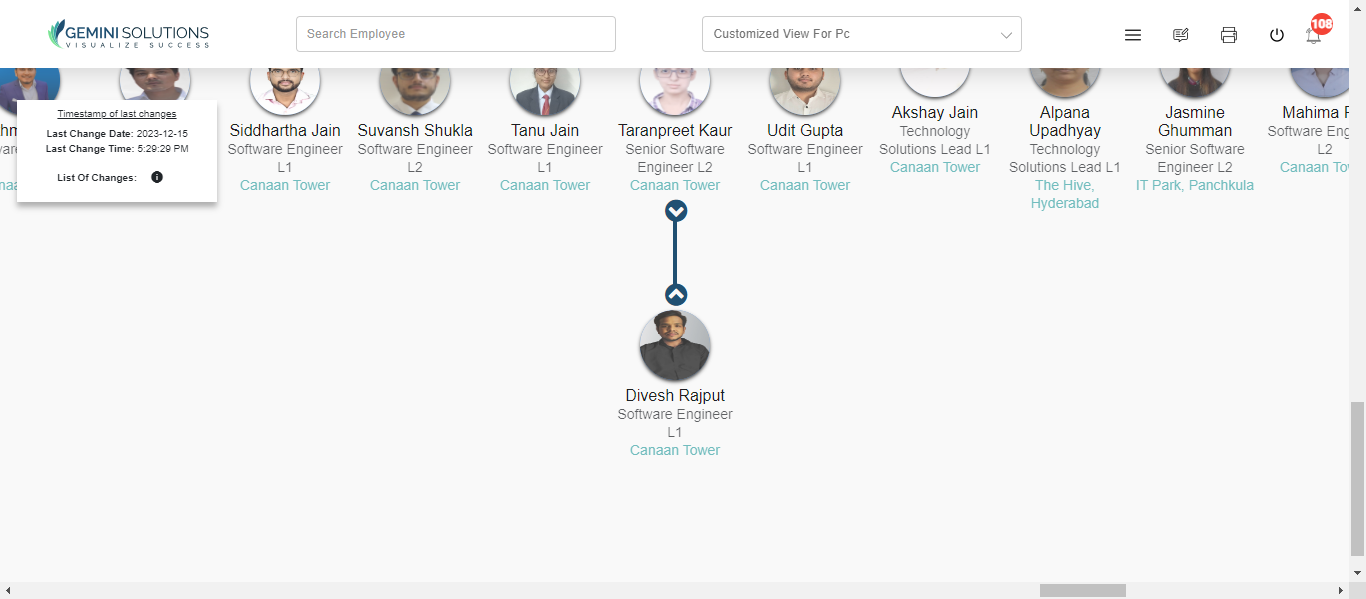 GEMINI SOLUTIONS
VISUALIZE SUCCESS
Search Employee
Customized View For Pc
108
Timestamp of last changes
Last Change Date: 2023-12-15
Last Change Time: 5:29:29 PM
List Of Changes:
Siddhartha Jain
Software Engineer
L1
Canaan Tower
Suvansh Shukla
Software Engineer
L2
Canaan Tower
Tanu Jain
Software Engineer
L1
Canaan Tower
Taranpreet Kaur
Senior Software
Engineer L2
Canaan Tower
Udit Gupta
Software Engineer
L1
Canaan Tower
Akshay Jain
Technology
Solutions Lead L1
Canaan Tower
Alpana
Upadhyay
Technology
Solutions Lead L1
The Hive,
Hyderabad
Jasmine
Ghumman
Senior Software
Engineer L2
IT Park, Panchkula
Mahima
Software
L2
Canaan
Divesh Rajput
Software Engineer
L1
Canaan Tower